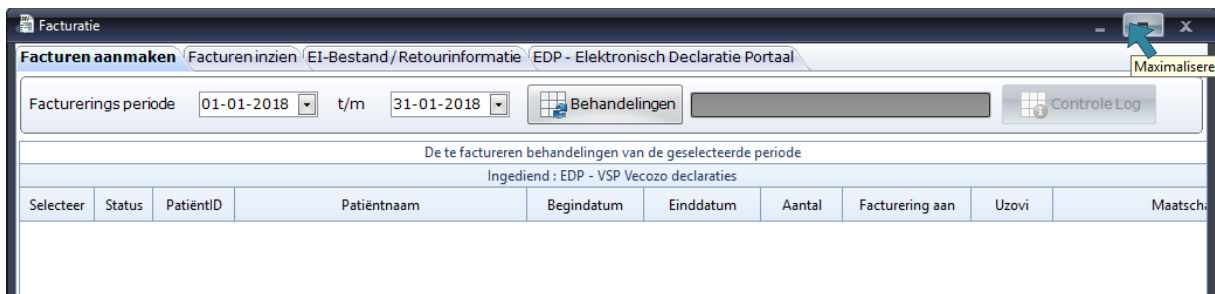 Facturatie
Maximalisere
Facturen aanmaken Facturen inzien EI-Bestand / Retourinformatie EDP - Elektronisch Declaratie Portaal
Facturerings periode 01-01-2018 t/m 31-01-2018 Behandelingen Controle Log
De te factureren behandelingen van de geselecteerde periode
Ingediend : EDP - VSP Vecozo declaraties
Selecteer Status PatiëntID Patiëntnaam Begindatum Einddatum Aantal Facturering aan Uzovi Maatscha